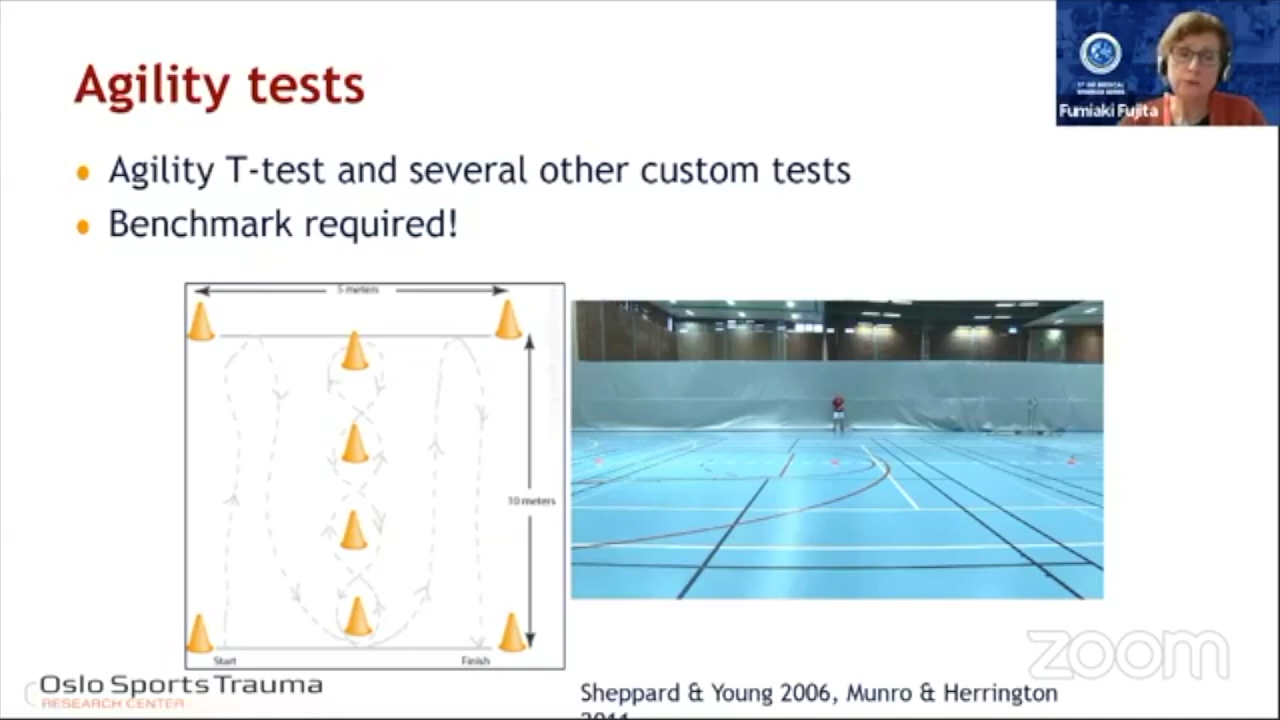 Agility tests
Fumiaki Fujita
• Agility T-test and several other custom tests
• Benchmark required!
5 meters
10 meters
Start
Finish
zoom
Oslo Sports Trauma
RESEARCH CENTER
Sheppard & Young 2006, Munro & Herrington
2011